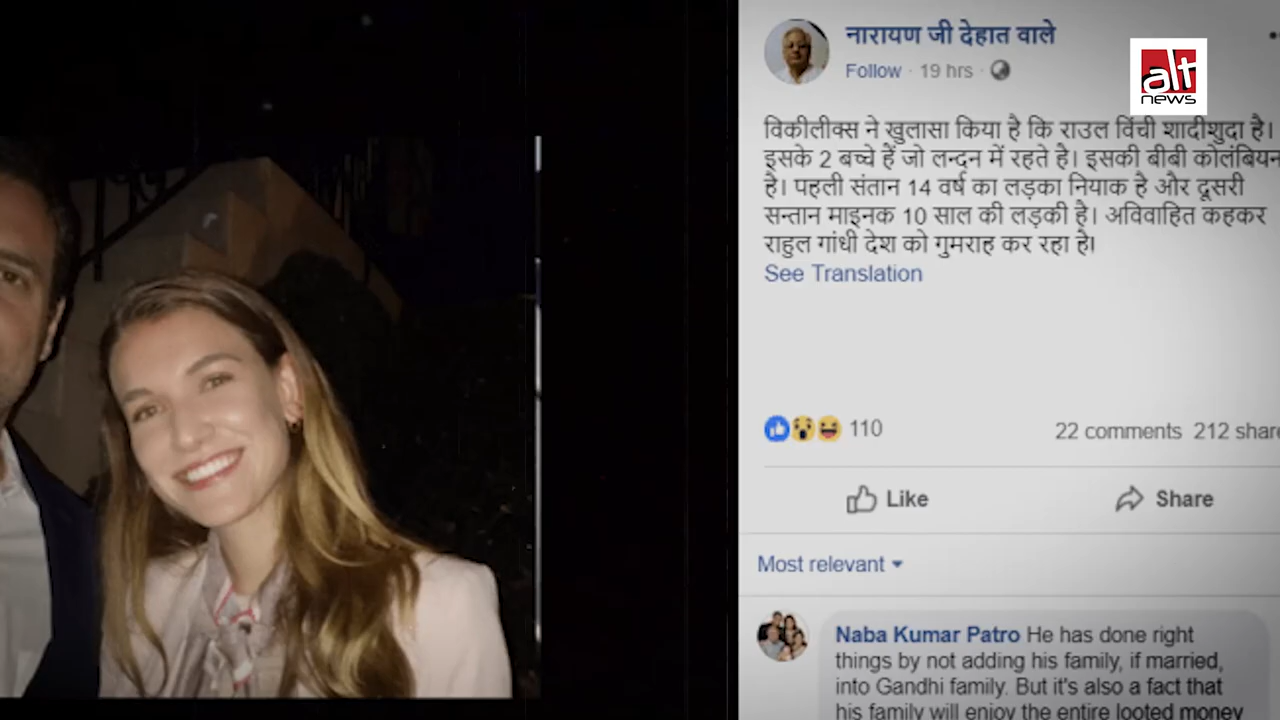 नारायण जी देहात वाले
Follow · 19 hrs ·
alt
news
विकीलीक्स ने खुलासा किया है कि राउल विंची शादीशुदा है।
इसके 2 बच्चे हें जो लन्दन में रहते है। इसकी बीबी कोलंबियन
है। पहली संतान 14 वर्ष का लड़का नियाक है और दूसरी
सन्तान माइनक 10 साल की लड़की है। अविवाहित कहकर
राहुल गांधी देश को गुमराह कर रहा है।
See Translation
110
22 comments 212 share
Like
Share
Most relevant
Naba Kumar Patro He has done right
things by not adding his family, if married,
into Gandhi family. But it's also a fact that
his family will enjoy the entire looted money